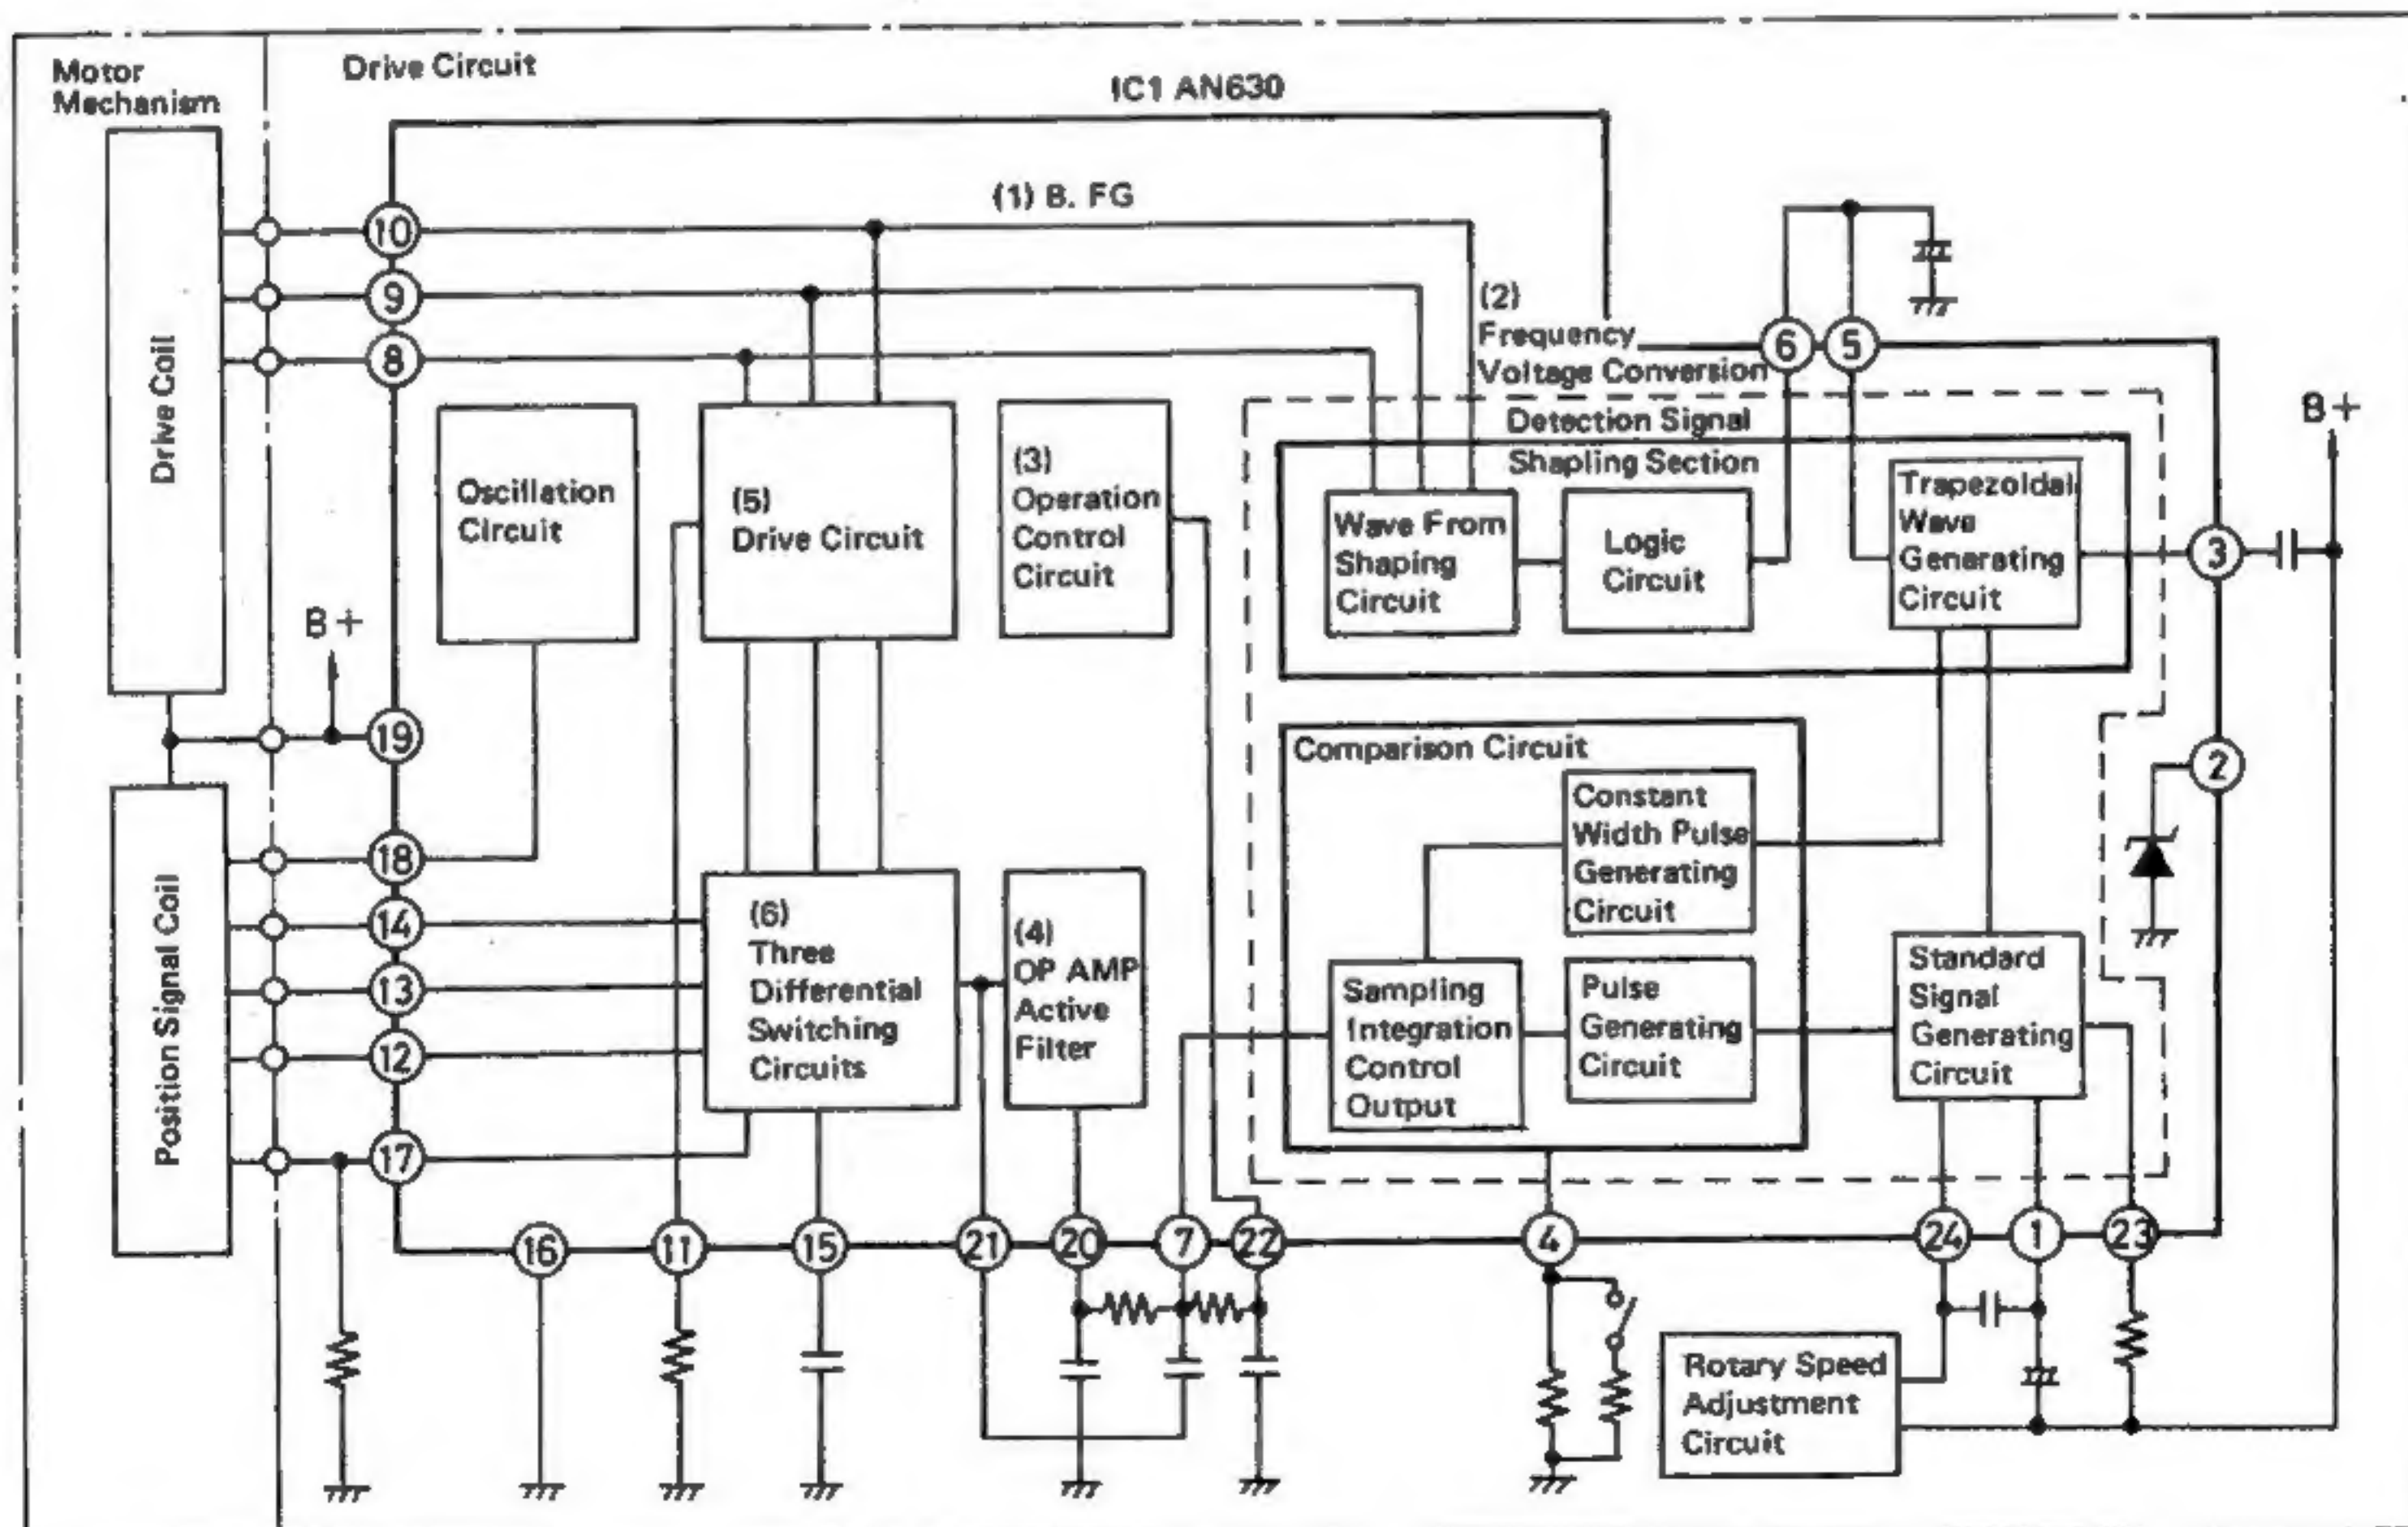 Motor
Mechanism
Drive Circuit
IC1 AN630
(1) B. FG
Drive Coil
10
9
8
(2)
Frequency
Voltage Conversion
6
5
B+
Detection Signal
Shapling Section
Oscillation
Circuit
(5)
Drive Circuit
(3)
Operation
Control
Circuit
Wave From
Shaping
Circuit
Logic
Circuit
Trapezoidal
Wave
Generating
Circuit
3
B+
19
2
Comparison Circuit
Constant
Width Pulse
Generating
Circuit
Position Signal Coil
18
14
13
12
17
(6)
Three
Differential
Switching
Circuits
(4)
OP AMP
Active
Filter
Sampling
Integration
Control
Output
Pulse
Generating
Circuit
Standard
Signal
Generating
Circuit
16
11
15
21
20
7
22
4
24
1
23
Rotary Speed
Adjustment
Circuit